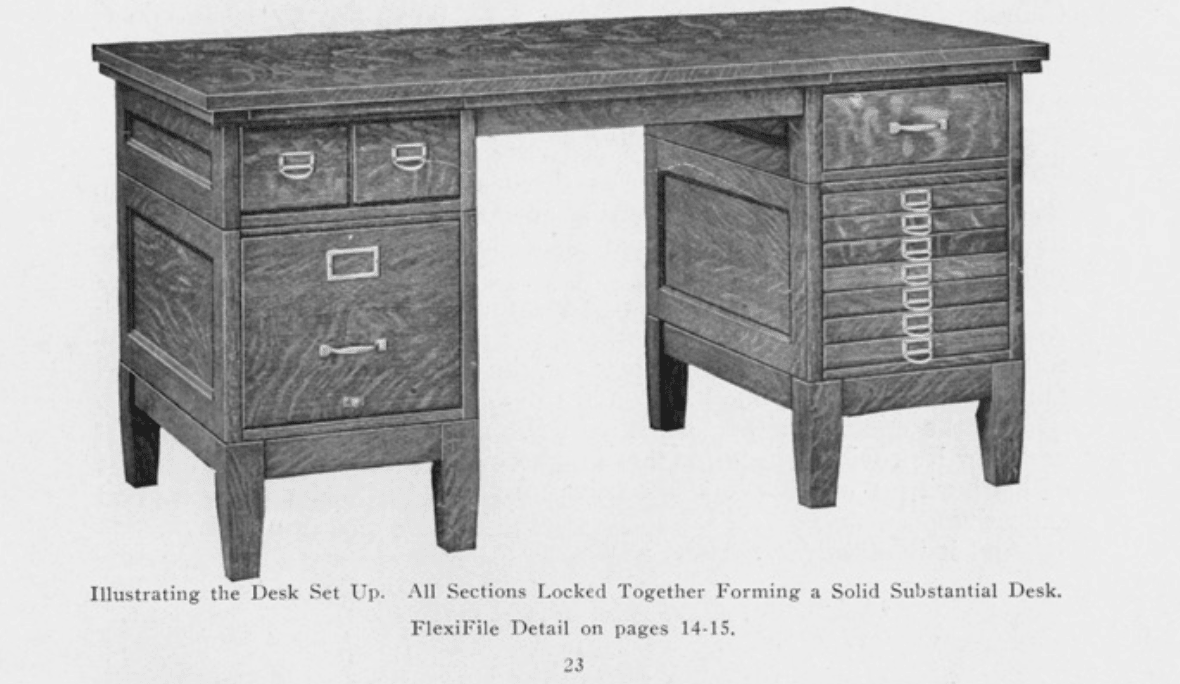 Illustrating the Desk Set Up. All Sections Locked Together Forming a Solid Substantial Desk.
FlexiFile Detail on pages 14-15.
23